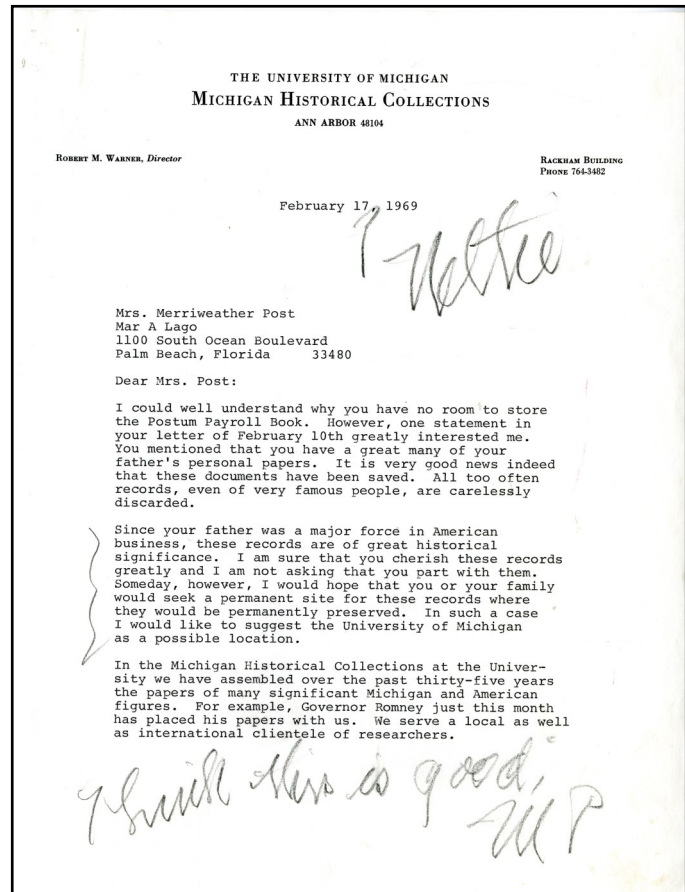 THE UNIVERSITY OF MICHIGAN
MICHIGAN HISTORICAL COLLECTIONS
ANN ARBOR 48104
ROBERT M. WARNER, Director
RACKHAM BUILDING
PHONE 764-3482
February 17, 1969
Nettie
Mrs. Merriweather Post
Mar A Lago
1100 South Ocean Boulevard
Palm Beach, Florida 33480
Dear Mrs. Post:
I could well understand why you have no room to store
the Postum Payroll Book. However, one statement in
your letter of February 10th greatly interested me.
You mentioned that you have a great many of your
father's personal papers. It is very good news indeed
that these documents have been saved. All too often
records, even of very famous people, are carelessly
discarded.
Since your father was a major force in American
business, these records are of great historical
significance. I am sure that you cherish these records
greatly and I am not asking that you part with them.
Someday, however, I would hope that you or your family
would seek a permanent site for these records where
they would be permanently preserved. In such a case
I would like to suggest the University of Michigan
as a possible location.
In the Michigan Historical Collections at the Univer-
sity we have assembled over the past thirty-five years
the papers of many significant Michigan and American
figures. For example, Governor Romney just this month
has placed his papers with us. We serve a local as well
as international clientele of researchers.
I think this is good,
MP